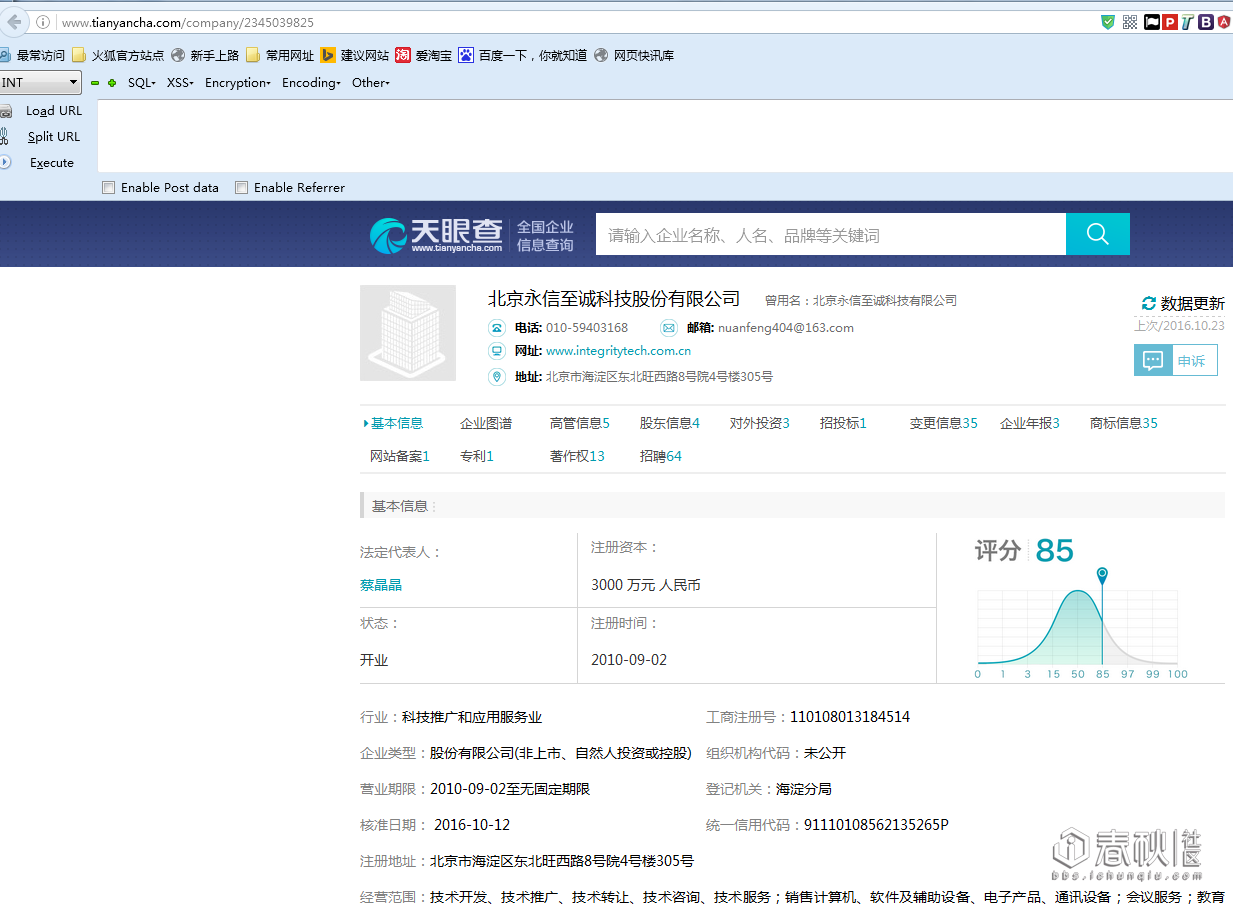 www.tianyancha.com/company/2345039825
最常访问 火狐官方站点 新手上路 常用网址 建议网站 爱淘宝 百度一下，你就知道 网页快讯库
INT SQL XSS Encryption Encoding Other
Load URL
Split URL
Execute
Enable Post data Enable Referrer
天眼查 www.tianyancha.com 全国企业信息查询 请输入企业名称、人名、品牌等关键词
北京永信至诚科技股份有限公司 曾用名：北京永信至诚科技有限公司
数据更新
电话: 010-59403168 邮箱: nuanfeng404@163.com
上次/2016.10.23
网址: www.integritytech.com.cn
申诉
地址: 北京市海淀区东北旺西路8号院4号楼305号
基本信息 企业图谱 高管信息5 股东信息4 对外投资3 招投标1 变更信息35 企业年报3 商标信息35
网站备案1 专利1 著作权13 招聘64
基本信息
法定代表人： 注册资本： 评分 85
蔡晶晶 3000 万元 人民币
状态： 注册时间：
开业 2010-09-02
0 1 3 15 50 85 97 99 100
行业：科技推广和应用服务业 工商注册号：110108013184514
企业类型：股份有限公司(非上市、自然人投资或控股) 组织机构代码：未公开
营业期限：2010-09-02至无固定期限 登记机关：海淀分局
核准日期： 2016-10-12 统一信用代码：91110108562135265P
注册地址：北京市海淀区东北旺西路8号院4号楼305号
经营范围：技术开发、技术推广、技术转让、技术咨询、技术服务；销售计算机、软件及辅助设备、电子产品、通讯设备；会议服务；教育
春秋社区
bbs.ichunqiu.com